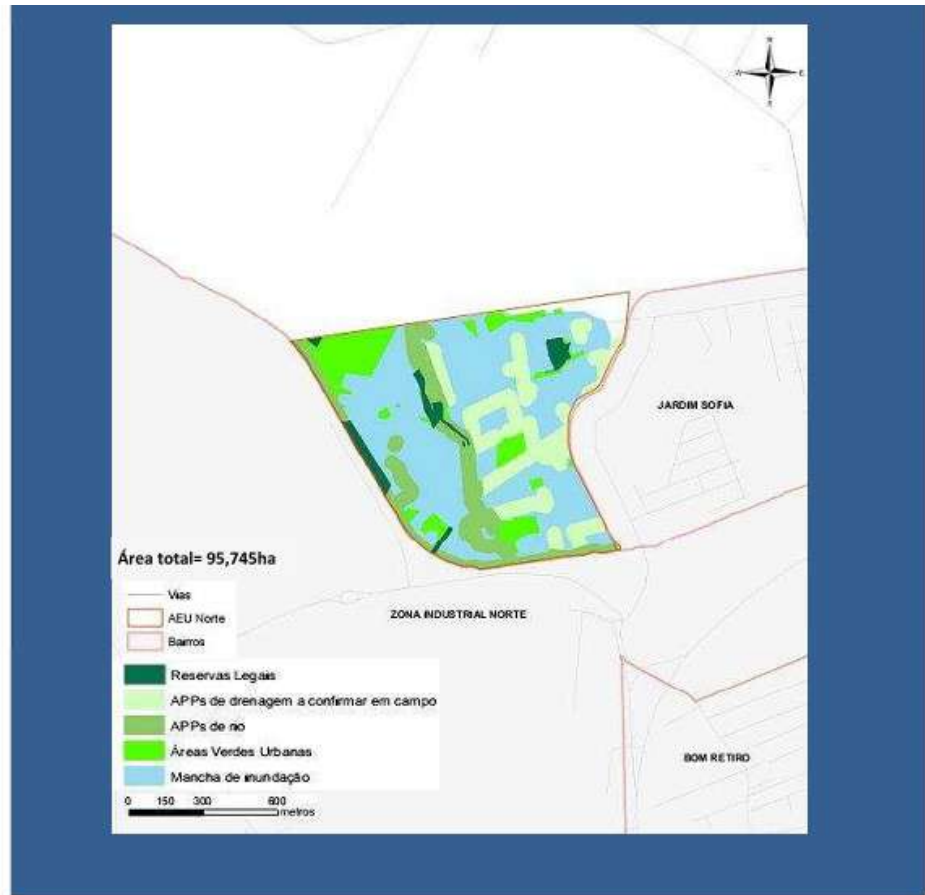 N
W E
S
JARDIM SOFIA
Área total= 95,745ha
Vias
AEU Norte
Bairros
ZONA INDUSTRIAL NORTE
Reservas Legais
APPs de drenagem a confirmar em campo
APPs de rio
Áreas Verdes Urbanas
Mancha de inundação
BOM RETIRO
0 150 300 600
metros